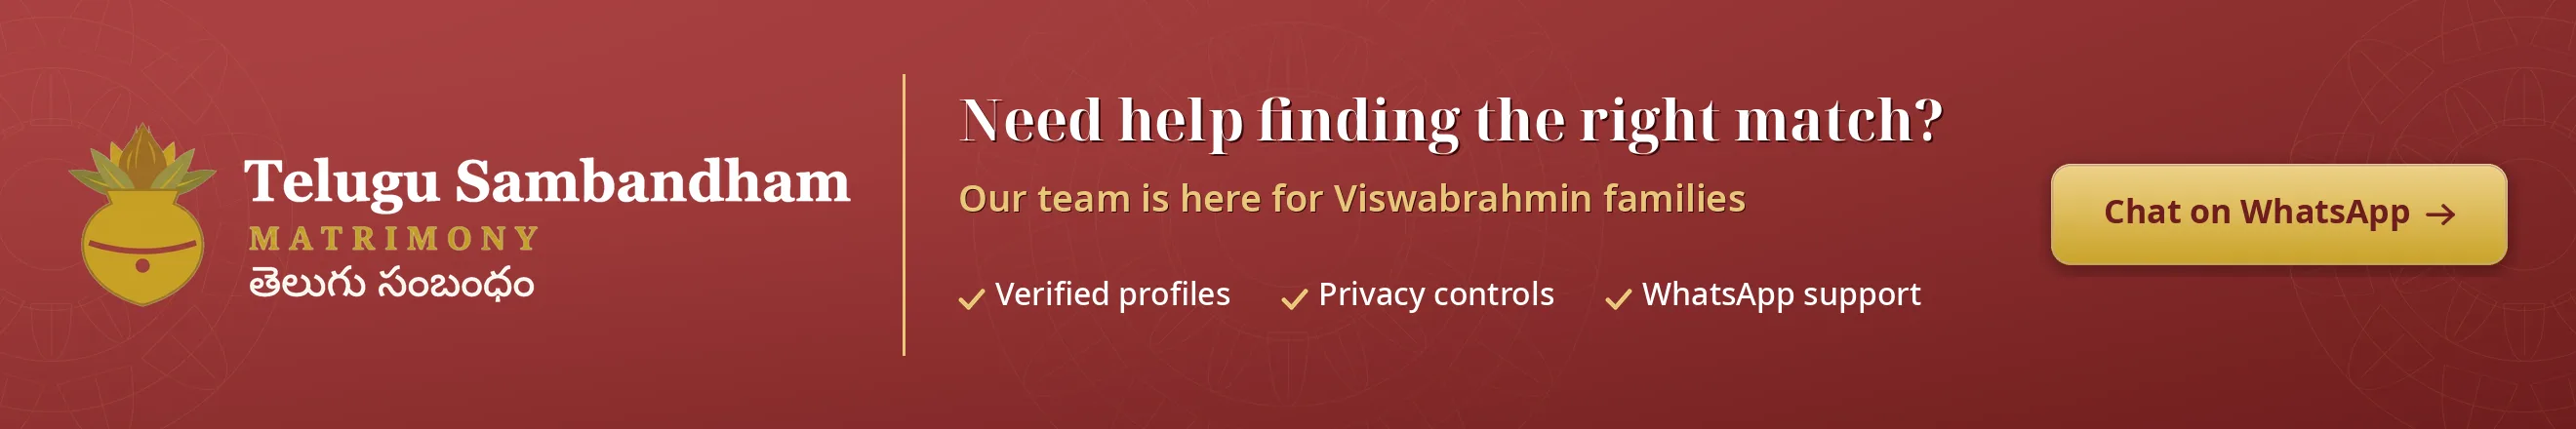 Telugu Sambandham
MATRIMONY
తెలుగు సంబంధం
Need help finding the right match?
Our team is here for Viswabrahmin families
Verified profiles
Privacy controls
WhatsApp support
Chat on WhatsApp →